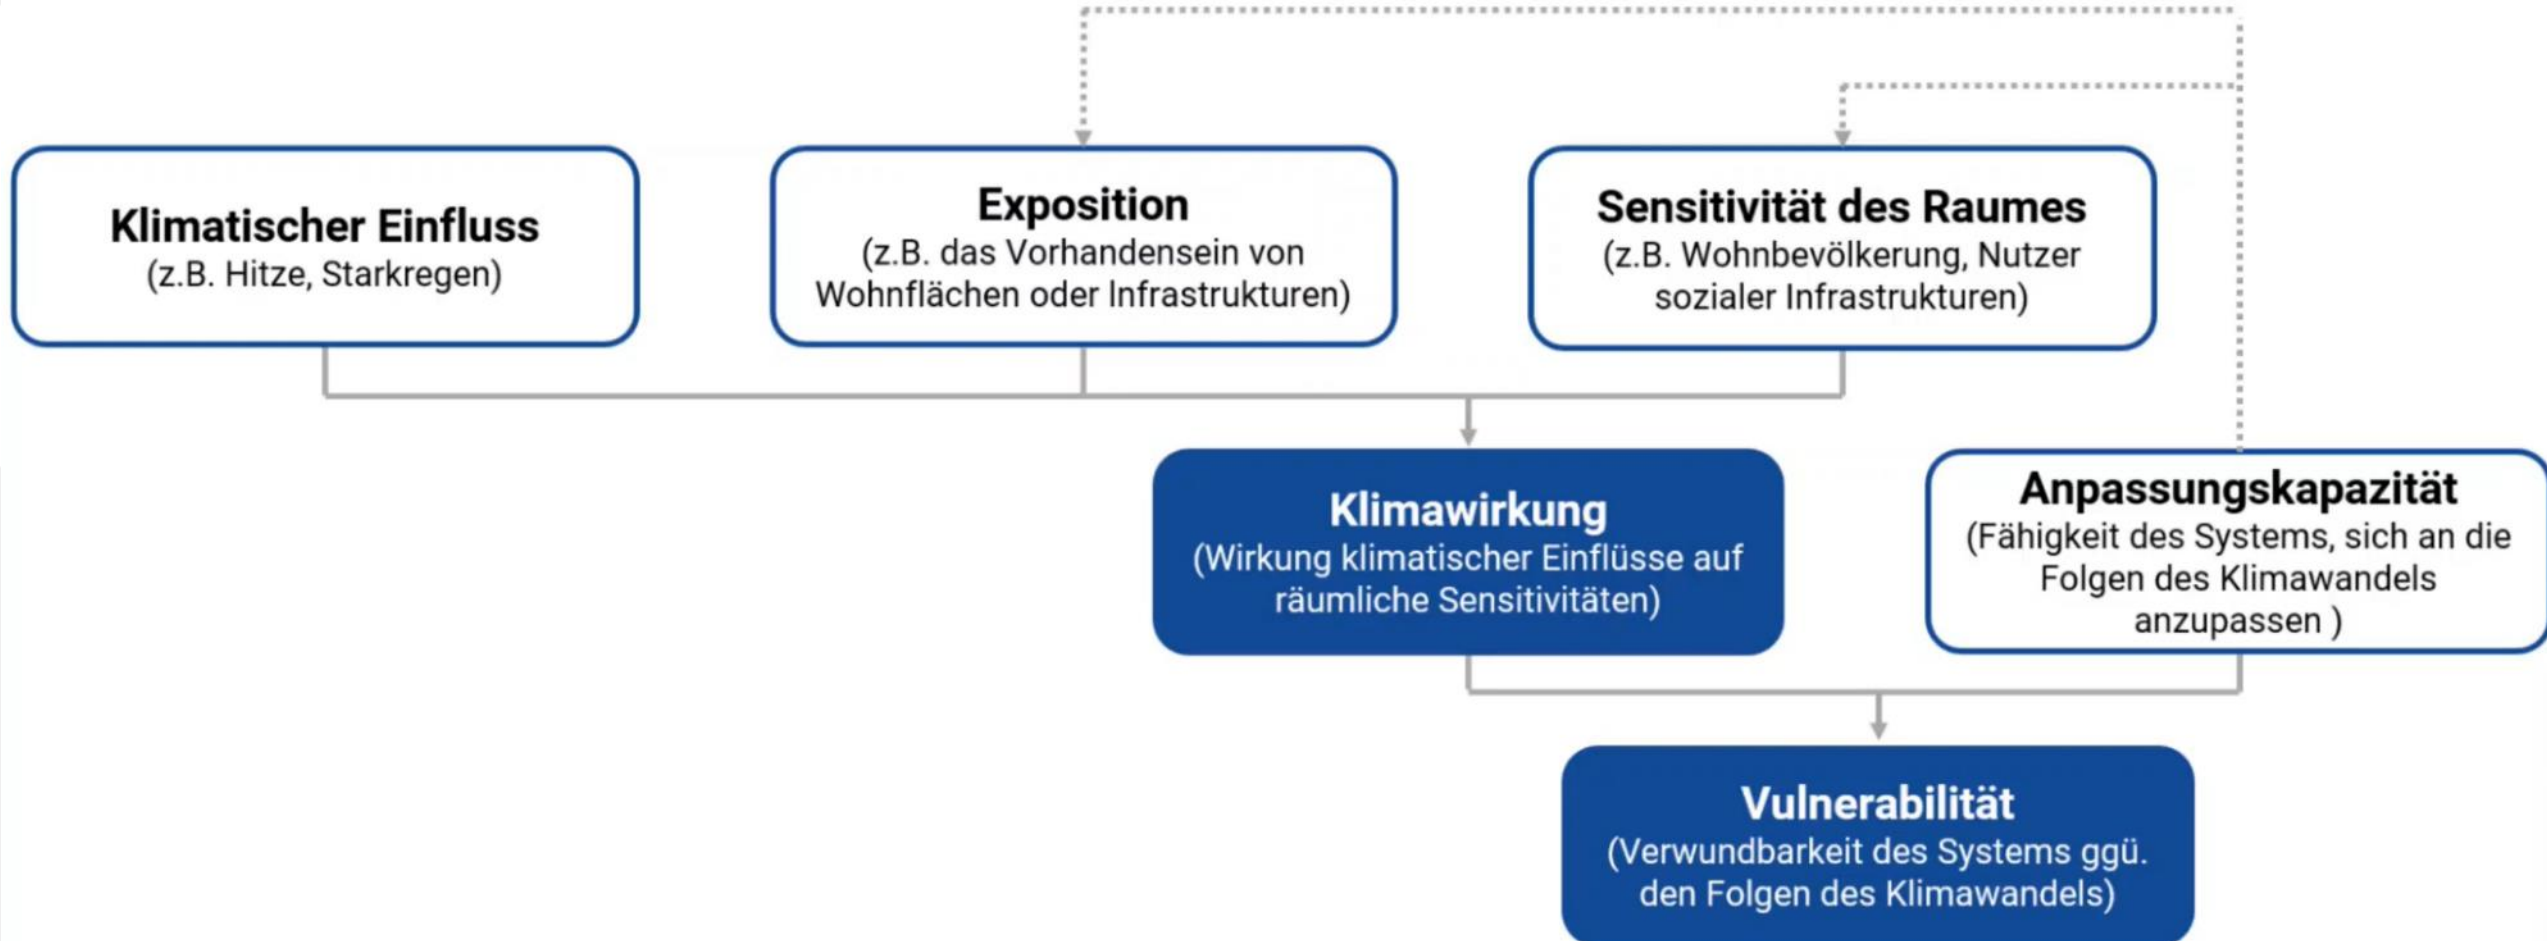 Klimatischer Einfluss
(z.B. Hitze, Starkregen)
Exposition
(z.B. das Vorhandensein von
Wohnflächen oder Infrastrukturen)
Sensitivität des Raumes
(z.B. Wohnbevölkerung, Nutzer
sozialer Infrastrukturen)
Klimawirkung
(Wirkung klimatischer Einflüsse auf
räumliche Sensitivitäten)
Anpassungskapazität
(Fähigkeit des Systems, sich an die
Folgen des Klimawandels
anzupassen )
Vulnerabilität
(Verwundbarkeit des Systems ggü.
den Folgen des Klimawandels)